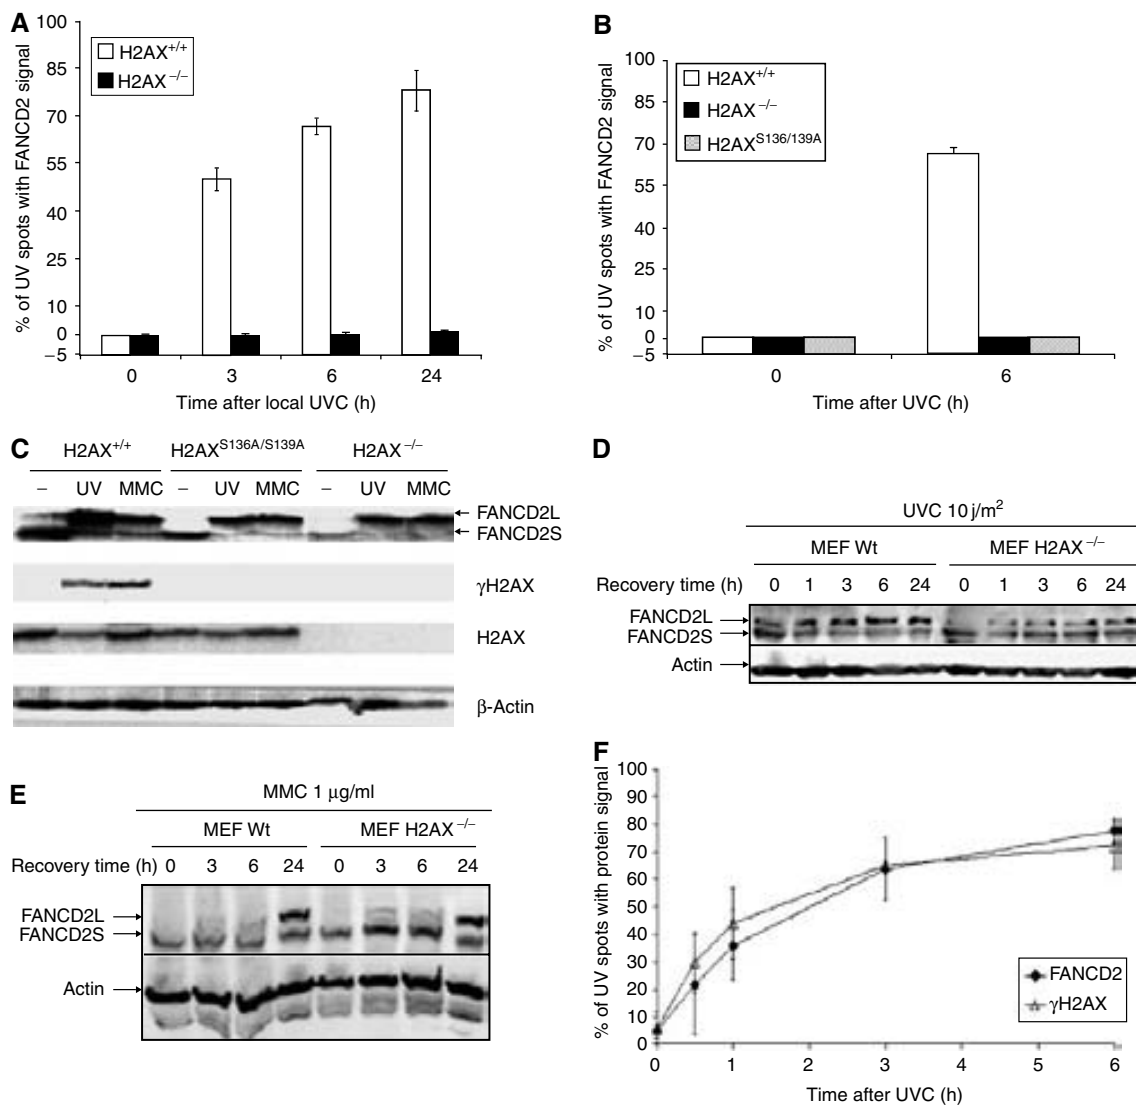 A
100
85
70
55
40
25
10
0
−5
% of UV spots with FANCD2 signal
H2AX+/+
H2AX−/−
0 3 6 24
Time after local UVC (h)
B
100
85
70
55
40
25
10
0
−5
% of UV spots with FANCD2 signal
H2AX+/+
H2AX−/−
H2AXS136/139A
0 6
Time after UVC (h)
C
H2AX+/+ H2AXS136A/S139A H2AX−/−
− UV MMC − UV MMC − UV MMC
FANCD2L
FANCD2S
γH2AX
H2AX
β-Actin
D
UVC 10 j/m2
MEF Wt MEF H2AX−/−
Recovery time (h) 0 1 3 6 24 0 1 3 6 24
FANCD2L
FANCD2S
Actin
E
MMC 1 μg/ml
MEF Wt MEF H2AX−/−
Recovery time (h) 0 3 6 24 0 3 6 24
FANCD2L
FANCD2S
Actin
F
100
90
80
70
60
50
40
30
20
10
0
% of UV spots with protein signal
FANCD2
γH2AX
0 1 2 3 4 5 6
Time after UVC (h)